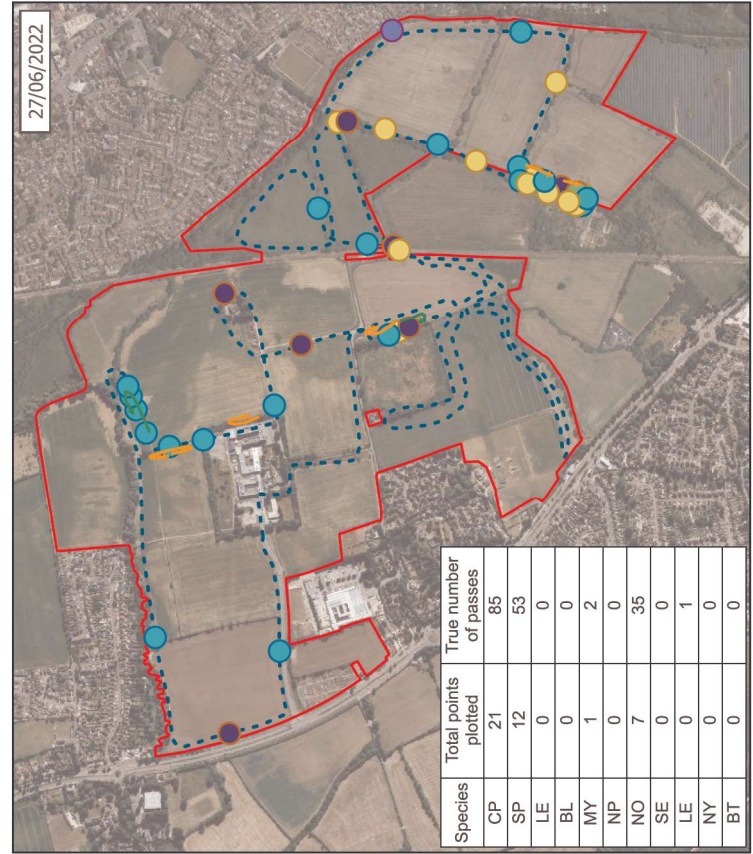 27/06/2022
Species Total points plotted True number of passes
CP 21 85
SP 12 53
LE 0 0
BL 0 0
MY 1 2
NP 0 0
NO 7 35
SE 0 0
LE 0 1
NY 0 0
BT 0 0